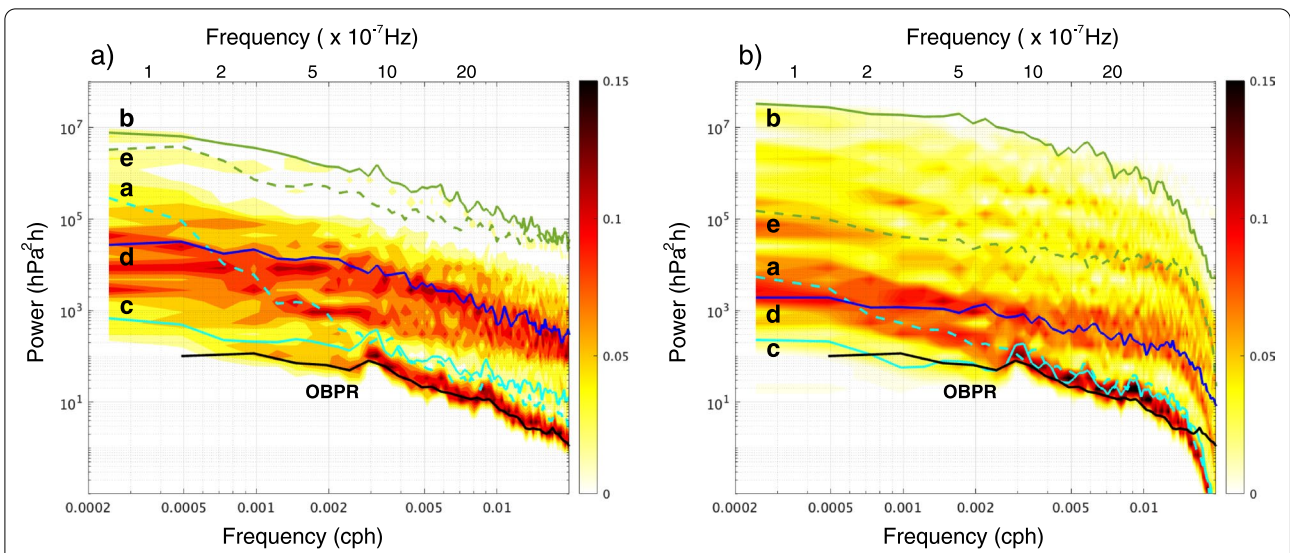 Frequency ( x 10-7Hz)
a)
1 2 5 10 20
Power (hPa2h)
107
105
103
101
b
e
a
d
c
OBPR
0.15
0.1
0.05
0
0.0002 0.0005 0.001 0.002 0.005 0.01
Frequency (cph)
Frequency ( x 10-7Hz)
b)
1 2 5 10 20
Power (hPa2h)
107
105
103
101
b
e
a
d
c
OBPR
0.15
0.1
0.05
0
0.0002 0.0005 0.001 0.002 0.005 0.01
Frequency (cph)